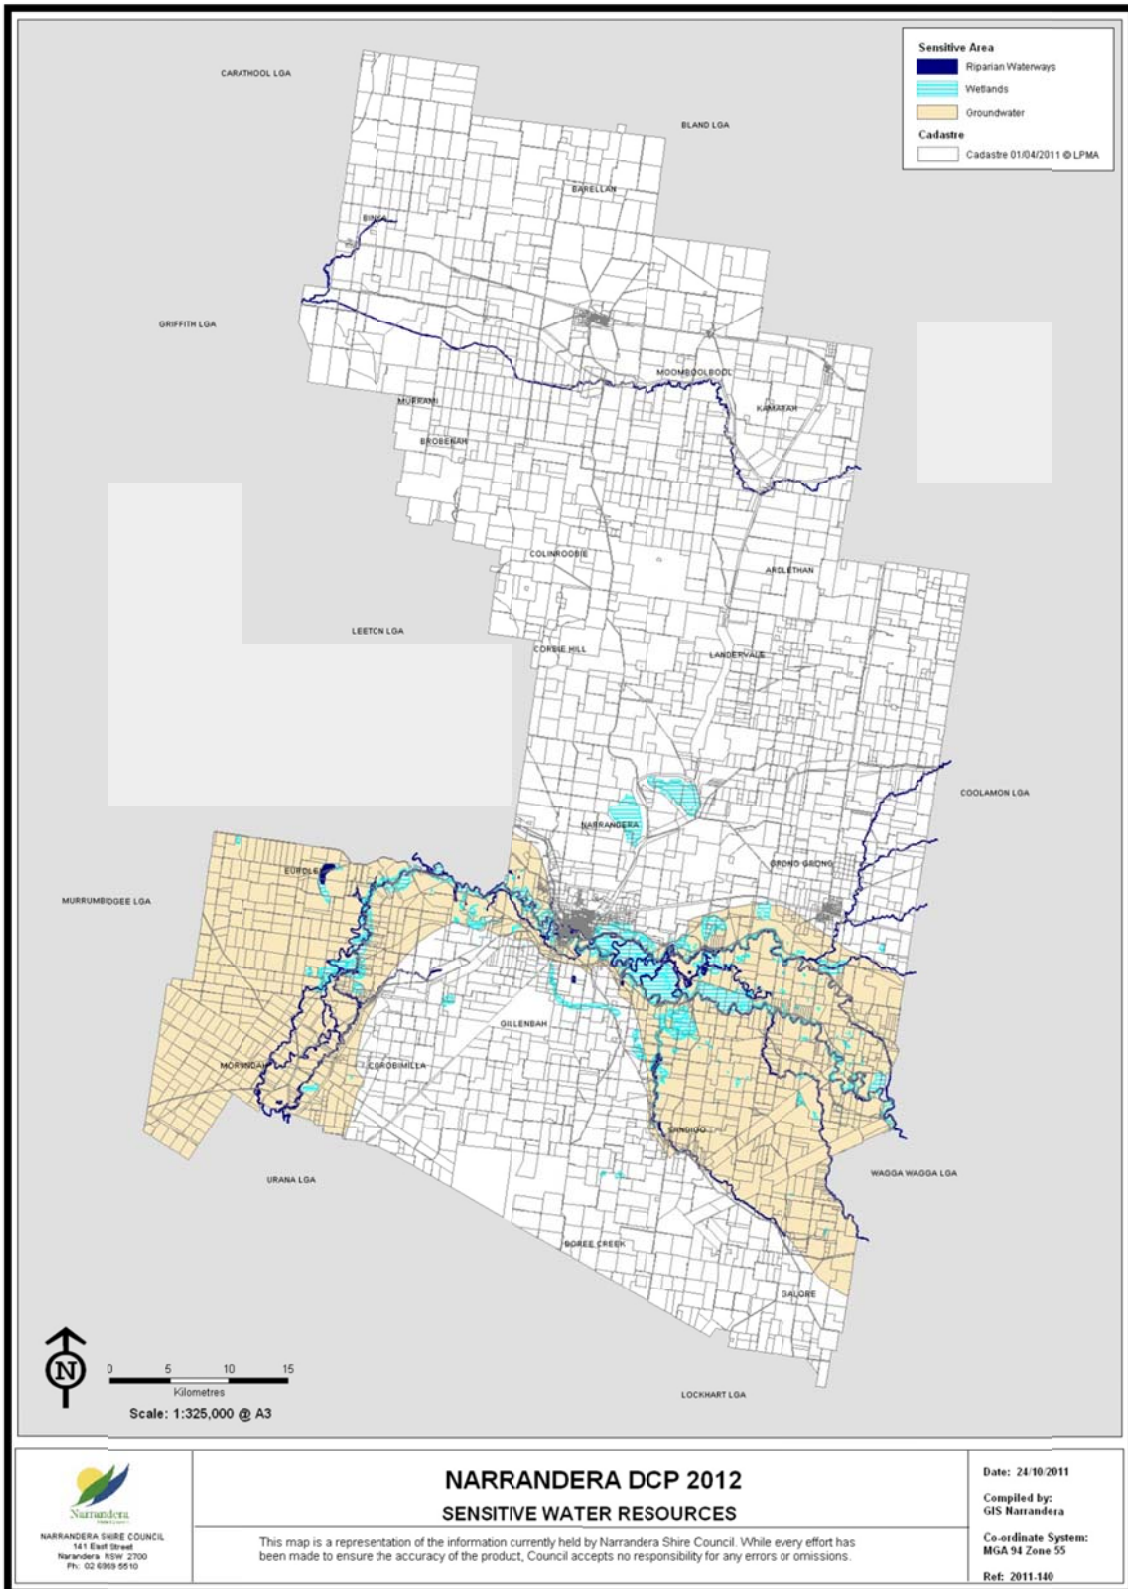 Sensitive Area
Riparian Waterways
Wetlands
Groundwater
Cadastre
Cadastre 01/04/2011 © LPMA
CARATHOOL LGA
BLAND LGA
BARELLAN
GRIFFITH LGA
MOOMBOOLBOOL
KAMARAH
MURRAMI
BROBENAH
COLINROOBIE
ARDLETHAN
LEETON LGA
CORBIE HILL
LANDERVALE
COOLAMON LGA
NARRANDERA
GRONG GRONG
MURRUMBIDGEE LGA
GILLENBAH
COROBIMILLA
SANDIGO
URANA LGA
WAGGA WAGGA LGA
BOREE CREEK
GALORE
LOCKHART LGA
N
0 5 10 15
Kilometres
Scale: 1:325,000 @ A3
Narrandera
NARRANDERA SHIRE COUNCIL
141 East Street
Narandera NSW 2700
Ph: 02 6959 5510
NARRANDERA DCP 2012
SENSITIVE WATER RESOURCES
This map is a representation of the information currently held by Narrandera Shire Council. While every effort has
been made to ensure the accuracy of the product, Council accepts no responsibility for any errors or omissions.
Date: 24/10/2011
Compiled by:
GIS Narrandera
Co-ordinate System:
MGA 94 Zone 55
Ref: 2011-140